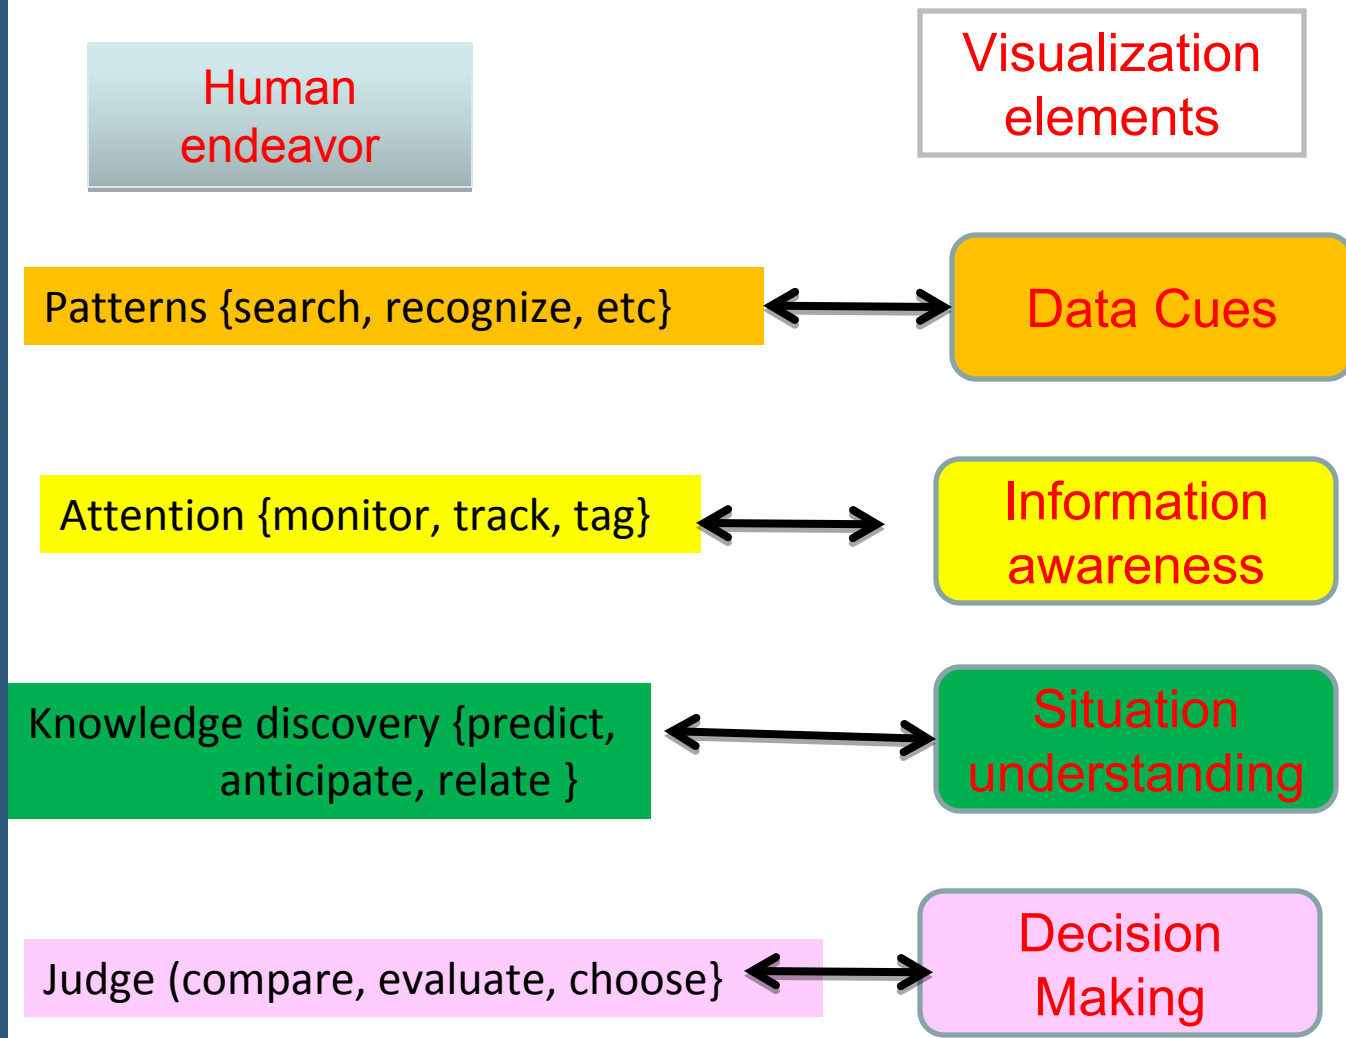 Human
endeavor
Visualization
elements
Patterns {search, recognize, etc}
Data Cues
Attention {monitor, track, tag}
Information
awareness
Knowledge discovery {predict,
anticipate, relate }
Situation
understanding
Judge (compare, evaluate, choose}
Decision
Making